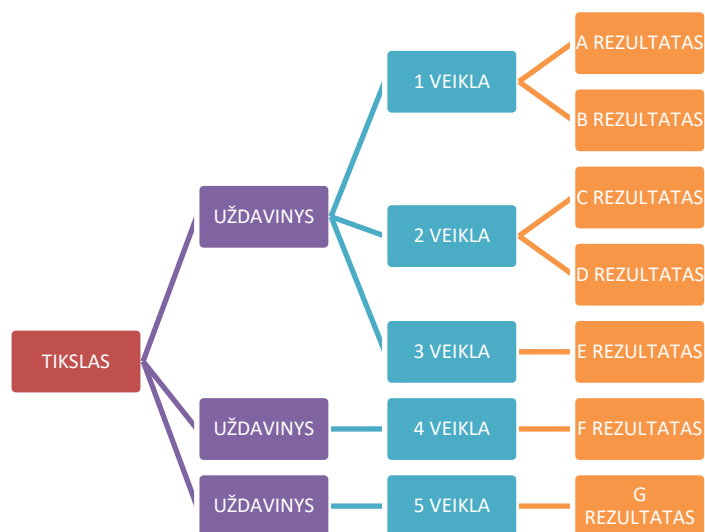 A REZULTATAS
1 VEIKLA
B REZULTATAS
C REZULTATAS
UŽDAVINYS
2 VEIKLA
D REZULTATAS
TIKSLAS
3 VEIKLA
E REZULTATAS
UŽDAVINYS
4 VEIKLA
F REZULTATAS
UŽDAVINYS
5 VEIKLA
G
REZULTATAS